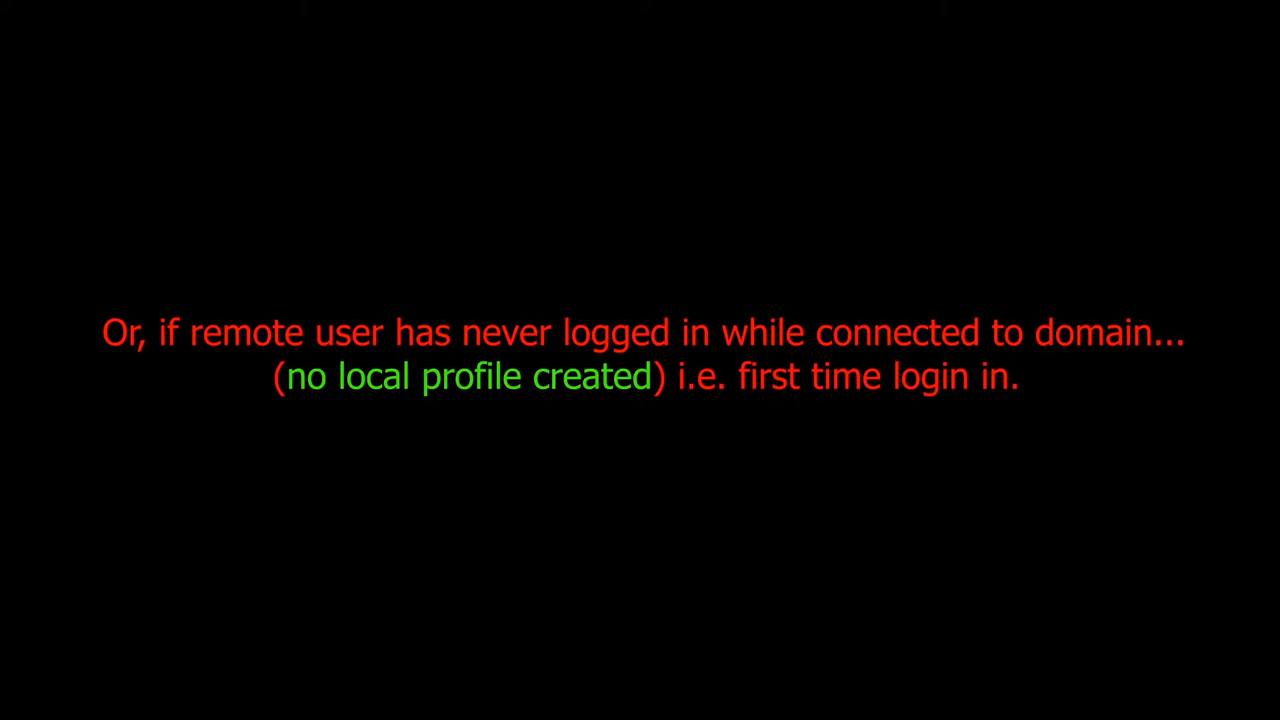 Or, if remote user has never logged in while connected to domain...
(no local profile created) i.e. first time login in.